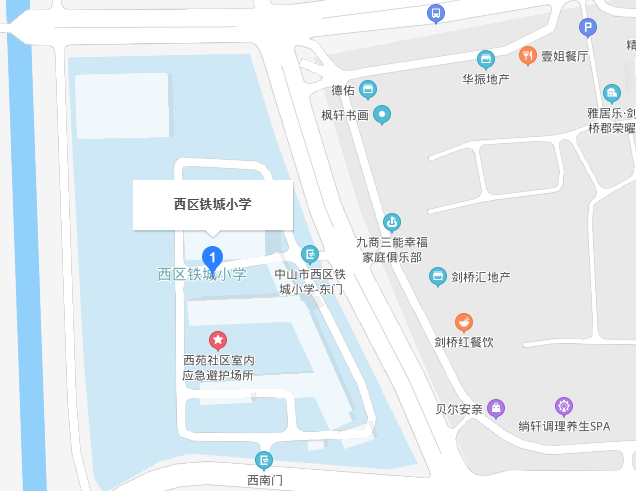 P
精
壹姐餐厅
华振地产
德佑
枫轩书画
雅居乐·剑
桥郡荣曜
西区铁城小学
九商三能幸福
家庭俱乐部
1
西区铁城小学
中山市西区铁
城小学-东门
剑桥汇地产
剑桥红餐饮
西苑社区室内
应急避护场所
贝尔安亲
绱轩调理养生SPA
西南门